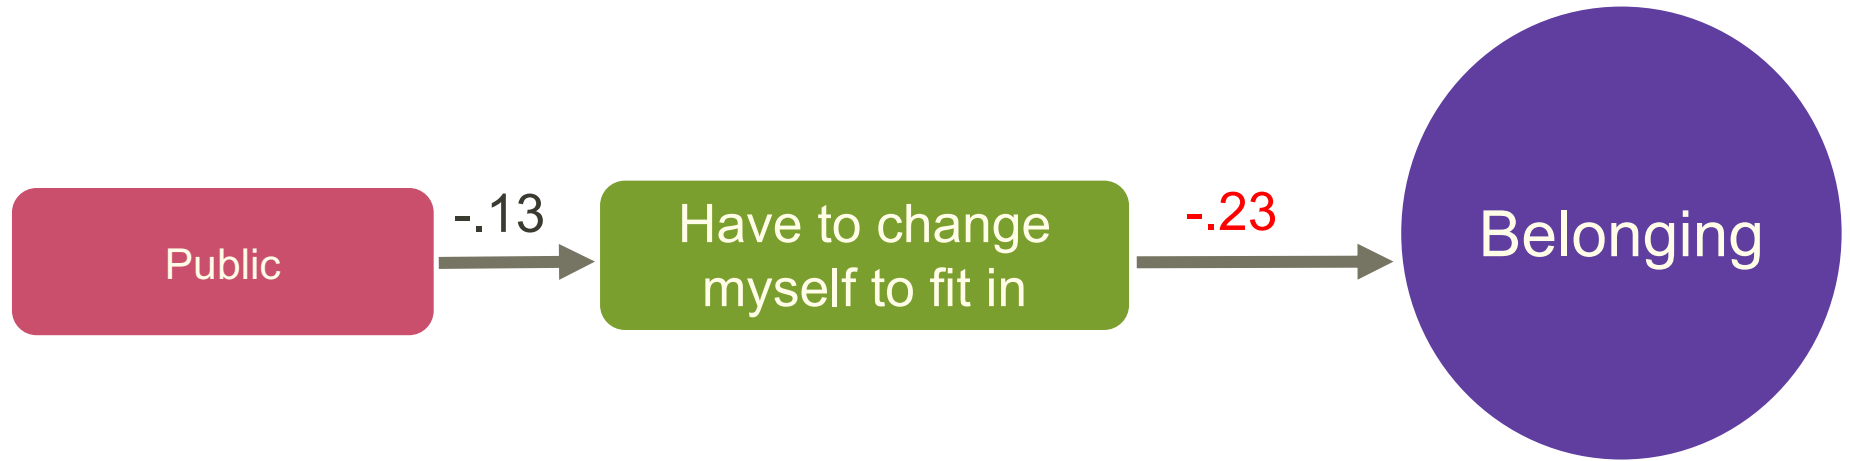 Public
-.13
Have to change
myself to fit in
-.23
Belonging